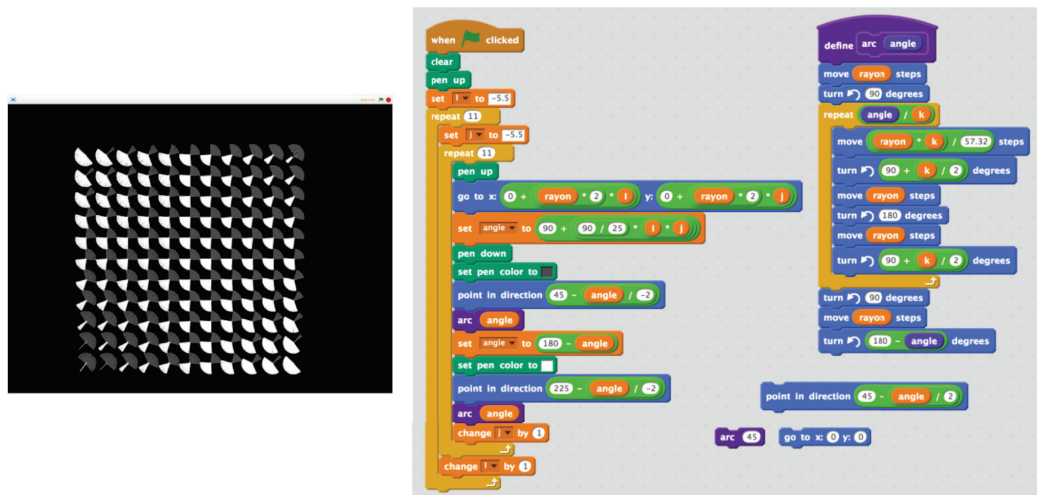 when clicked
clear
pen up
set I to -5.5
repeat 11
set j to -5.5
repeat 11
pen up
go to x: 0 + rayon * 2 * I y: 0 + rayon * 2 * j
set angle to 90 + 90 / 25 * I * j
pen down
set pen color to
point in direction 45 - angle / -2
arc angle
set angle to 180 - angle
set pen color to
point in direction 225 - angle / -2
arc angle
change j by 1
change I by 1
define arc angle
move rayon steps
turn 90 degrees
repeat angle / k
move rayon * k / 57.32 steps
turn 90 + k / 2 degrees
move rayon steps
turn 180 degrees
move rayon steps
turn 90 + k / 2 degrees
turn 90 degrees
move rayon steps
turn 180 - angle degrees
point in direction 45 - angle / 2
arc 45
go to x: 0 y: 0